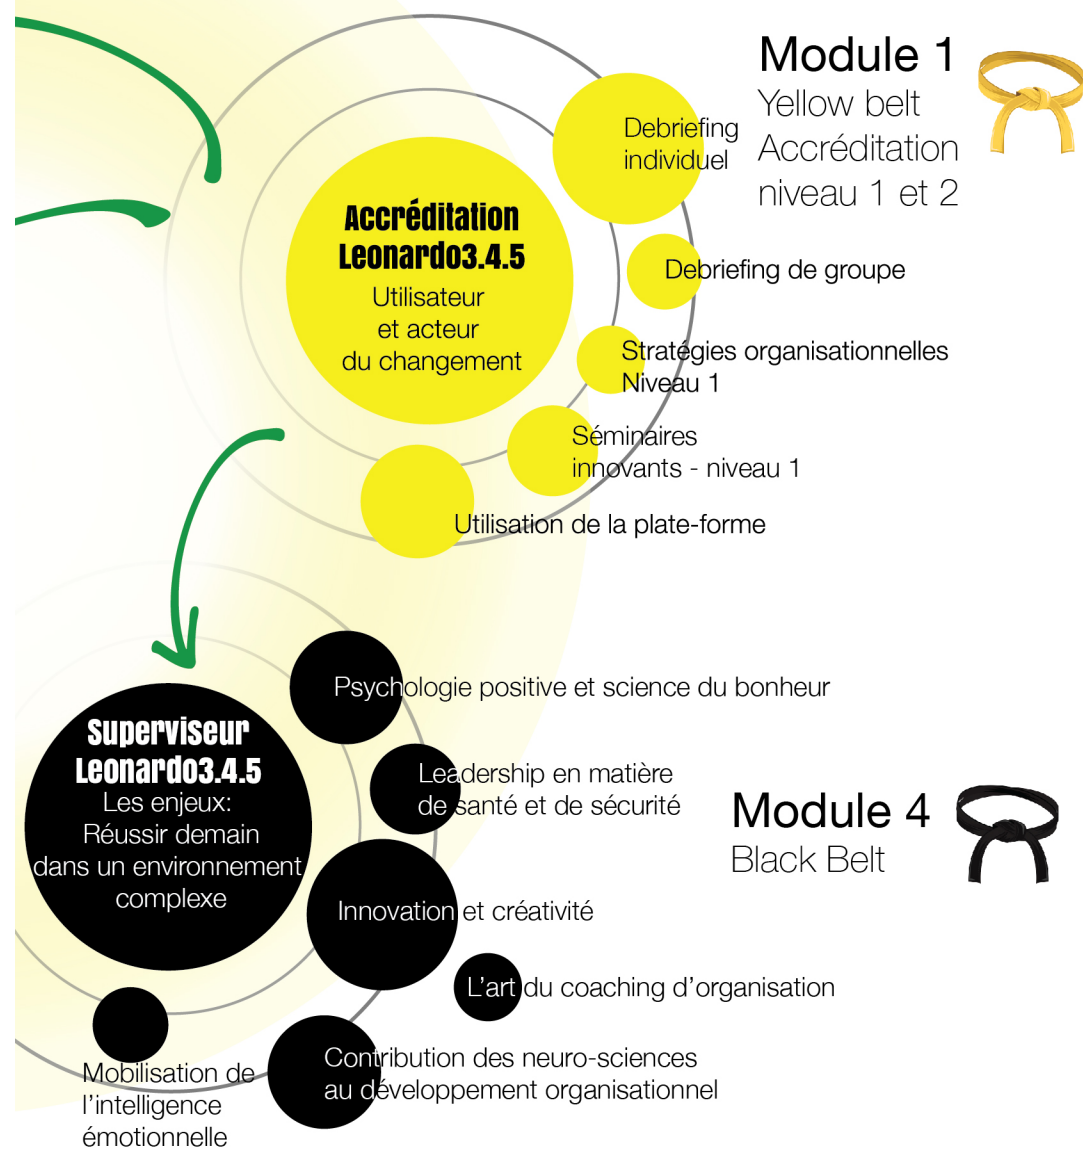 Module 1
Yellow belt
Accréditation
niveau 1 et 2
Debriefing
individuel
Accréditation
Leonardo3.4.5
Utilisateur
et acteur
du changement
Debriefing de groupe
Stratégies organisationnelles
Niveau 1
Séminaires
innovants - niveau 1
Utilisation de la plate-forme
Psychologie positive et science du bonheur
Superviseur
Leonardo3.4.5
Les enjeux:
Réussir demain
dans un environnement
complexe
Leadership en matière
de santé et de sécurité
Module 4
Black Belt
Innovation et créativité
L’art du coaching d’organisation
Contribution des neuro-sciences
au développement organisationnel
Mobilisation de
l’intelligence
émotionnelle